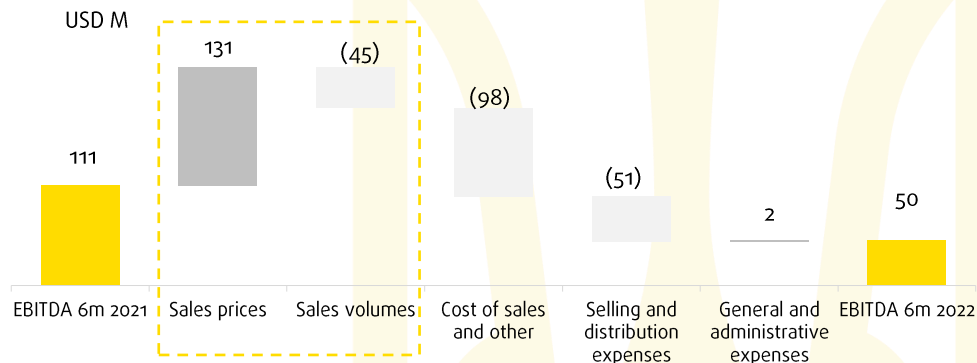 USD M
111
131
(45)
(98)
(51)
2
50
EBITDA 6m 2021
Sales prices
Sales volumes
Cost of sales
and other
Selling and
distribution
expenses
General and
administrative
expenses
EBITDA 6m 2022